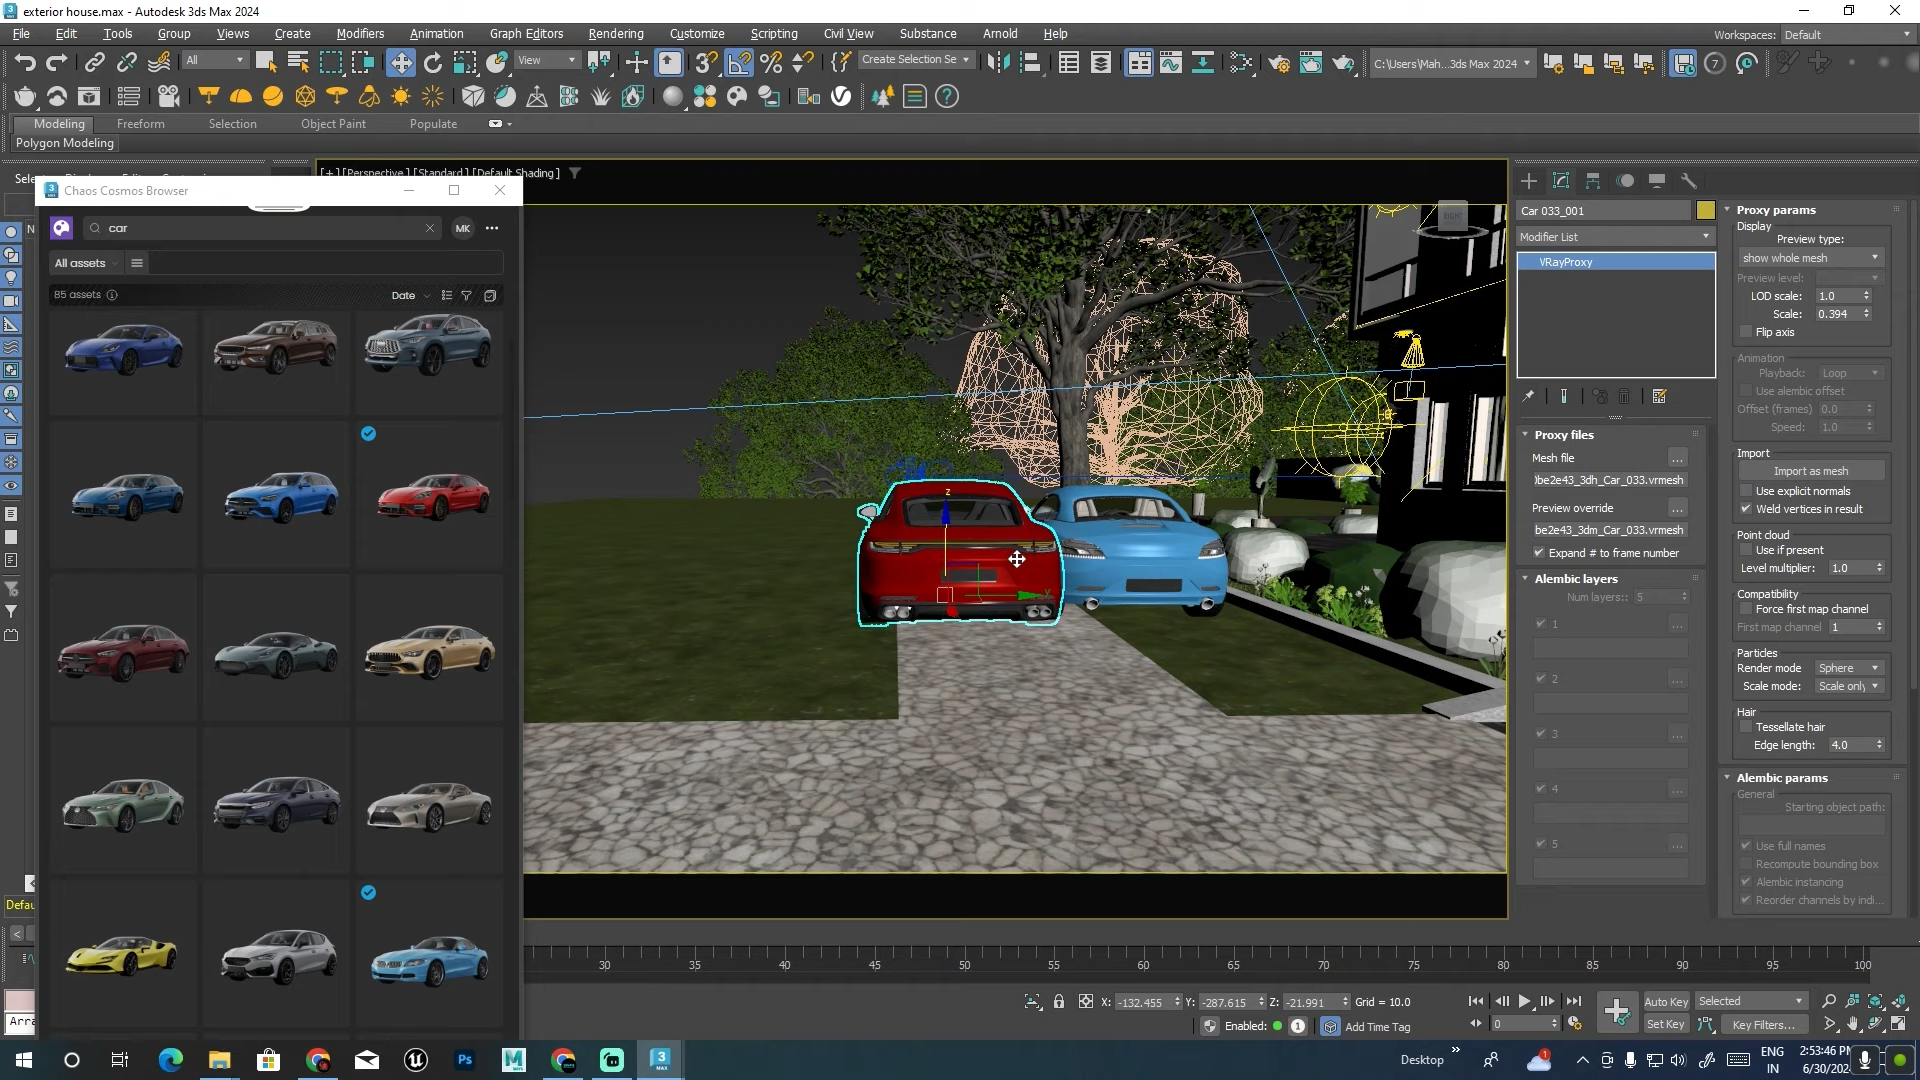 exterior house.max - Autodesk 3ds Max 2024
File Edit Tools Group Views Create Modifiers Animation Graph Editors Rendering Customize Scripting Civil View Substance Arnold Help
Workspaces: Default
All
View
Create Selection Se
C:\Users\Mah...3ds Max 2024
7
Modeling Freeform Selection Object Paint Populate
Polygon Modeling
[+][Perspective][Standard][Default Shading]
Chaos Cosmos Browser
car
MK
All assets
85 assets
Date
RIGHT
z
Car 033_001
Modifier List
VRayProxy
Proxy files
Mesh file
...
be2e43_3dh_Car_033.vrmesh
Preview override
...
be2e43_3dm_Car_033.vrmesh
Expand # to frame number
Alembic layers
Num layers:: 5
1 ...
2 ...
3 ...
4 ...
5 ...
Proxy params
Display
Preview type:
show whole mesh
Preview level:
LOD scale: 1.0
Scale: 0.394
Flip axis
Animation
Playback: Loop
Use alembic offset
Offset (frames) 0.0
Speed: 1.0
Import
Import as mesh
Use explicit normals
Weld vertices in result
Point cloud
Use if present
Level multiplier: 1.0
Compatibility
Force first map channel
First map channel 1
Particles
Render mode Sphere
Scale mode: Scale only
Hair
Tessellate hair
Edge length: 4.0
Alembic params
General
Starting object path:
Use full names
Recompute bounding box
Alembic instancing
Reorder channels by indi...
Defau
<
30 35 40 45 50 55 60 65 70 75 80 85 90 95 100
X: -132.455 Y: -287.615 Z: -21.991 Grid = 10.0
Enabled: 1 Add Time Tag
0
Auto Key Selected
Set Key Key Filters...
Arra
Desktop
1
ENG
IN
2:53:46 PM
6/30/202